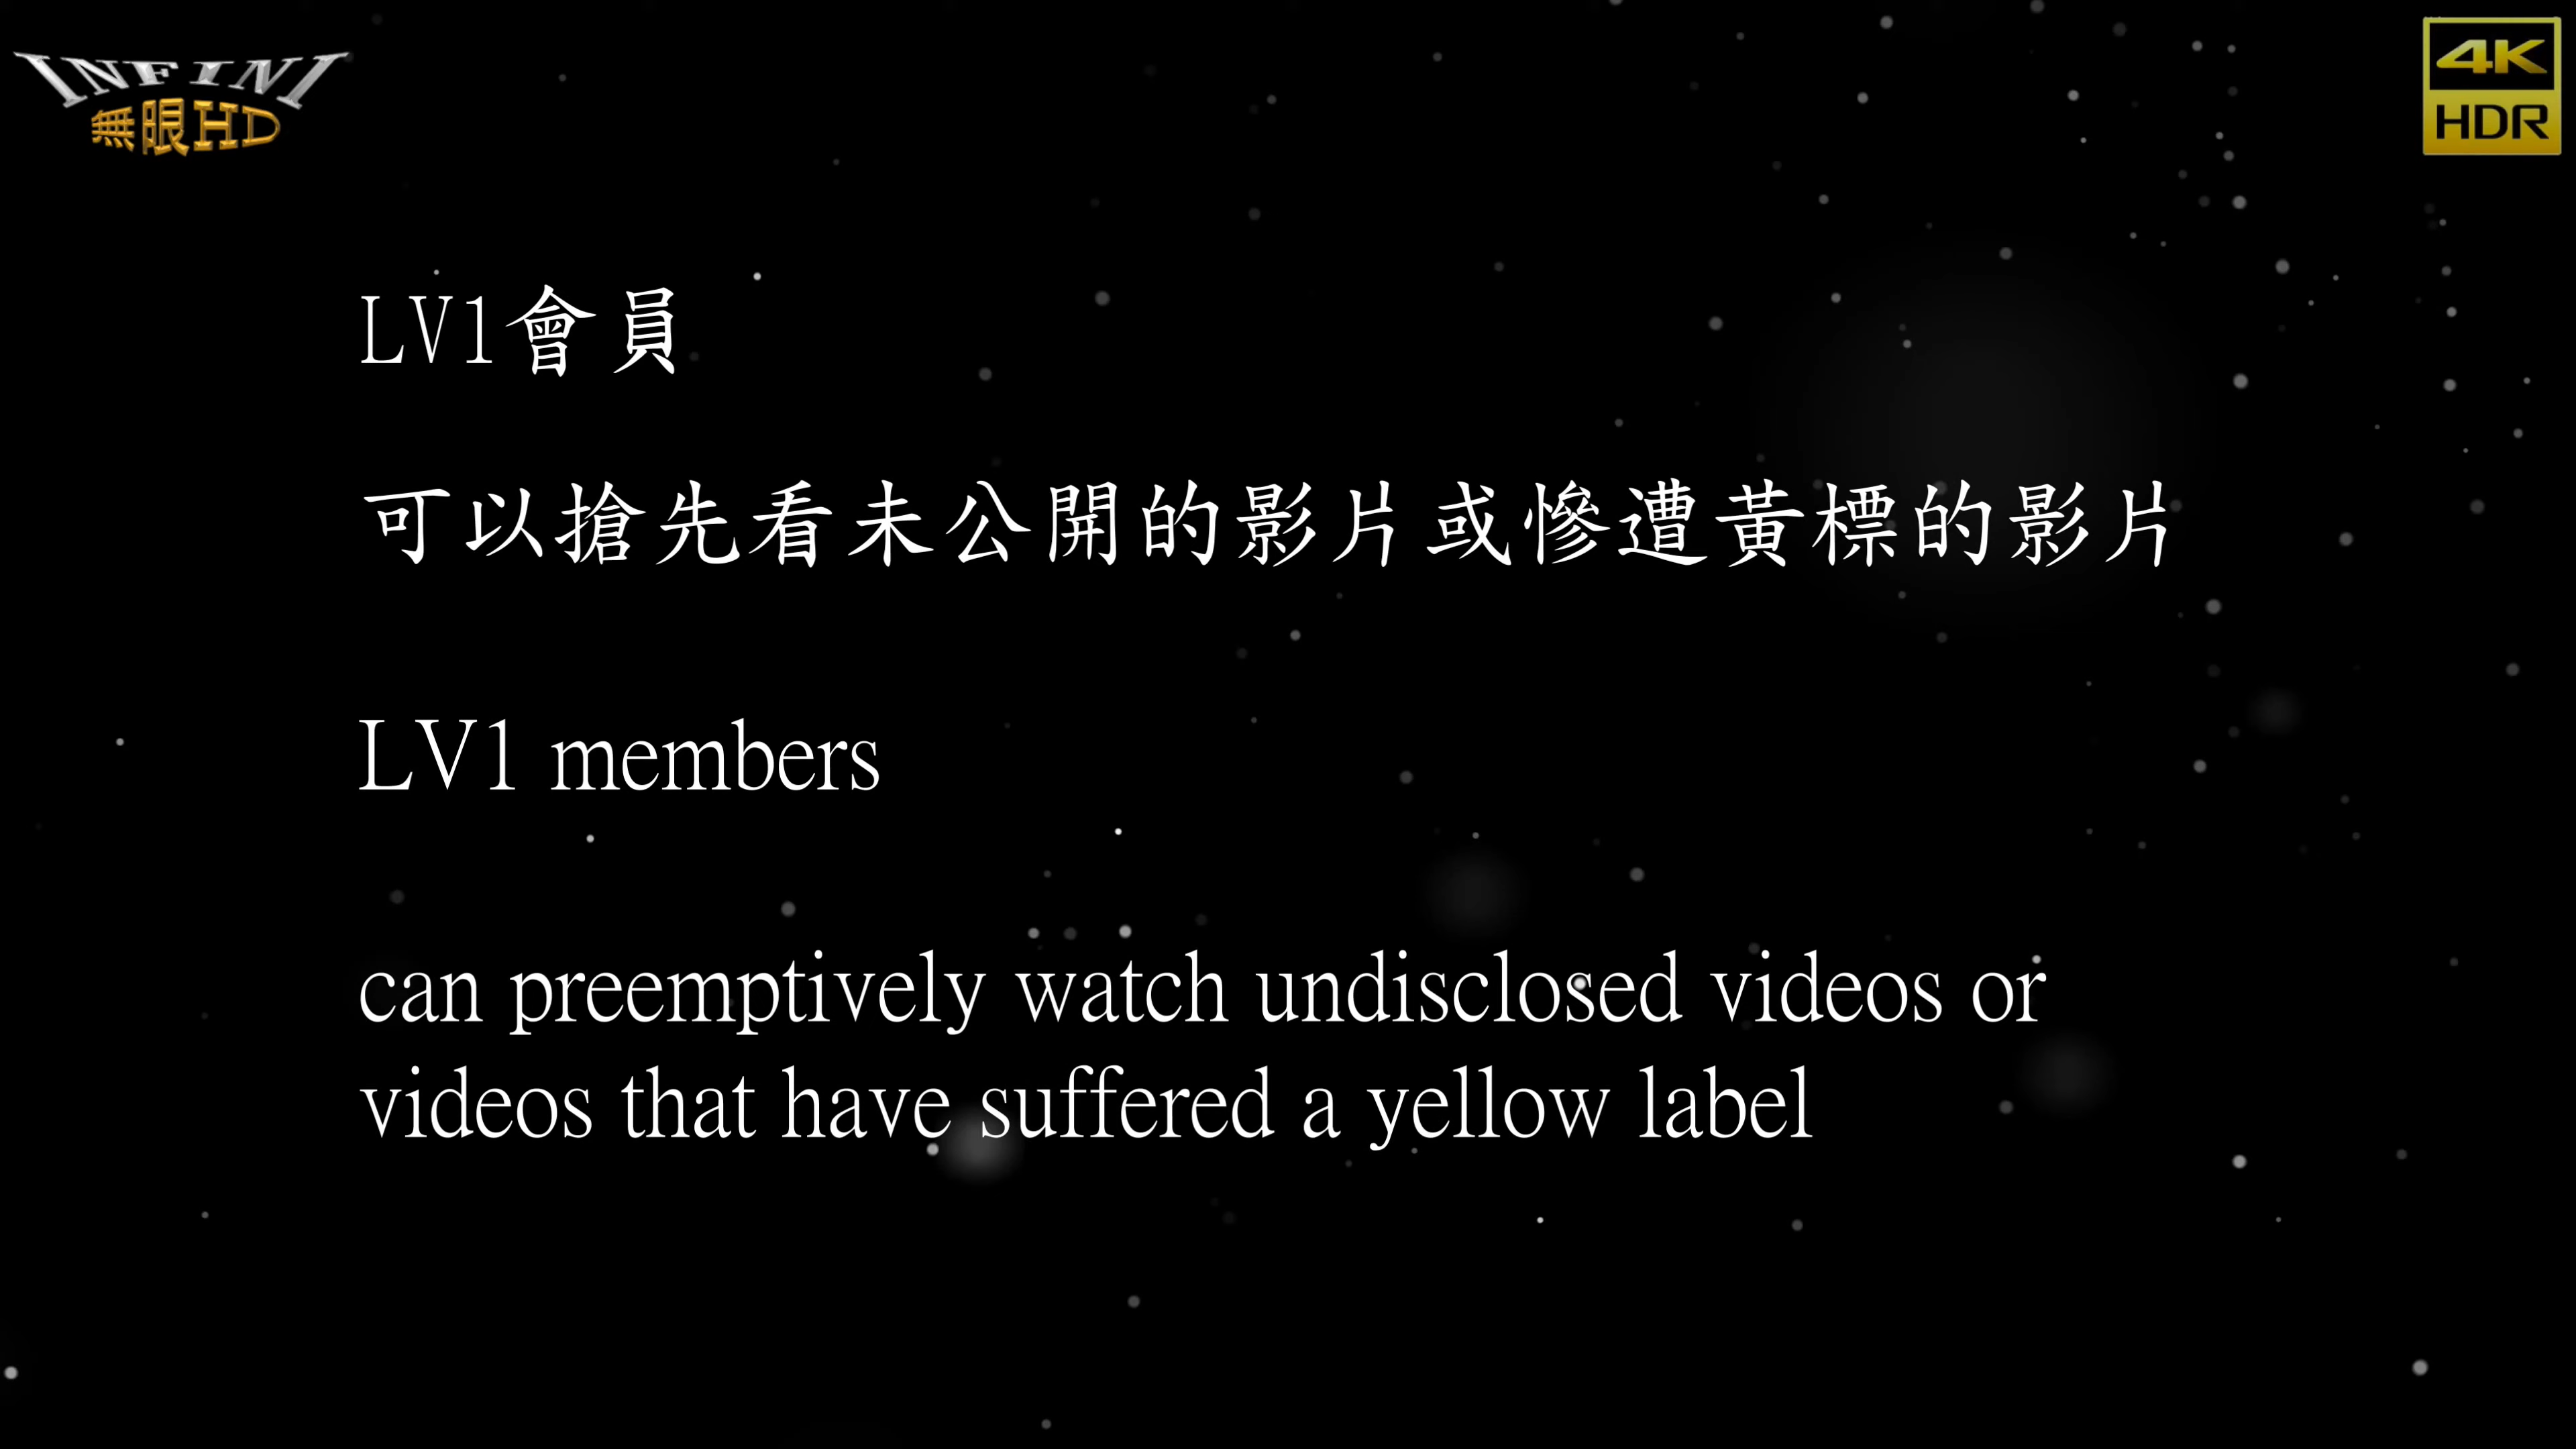 INFINI
無限HD
4K
HDR
LV1會員
可以搶先看未公開的影片或慘遭黃標的影片
LV1 members
can preemptively watch undisclosed videos or
videos that have suffered a yellow label